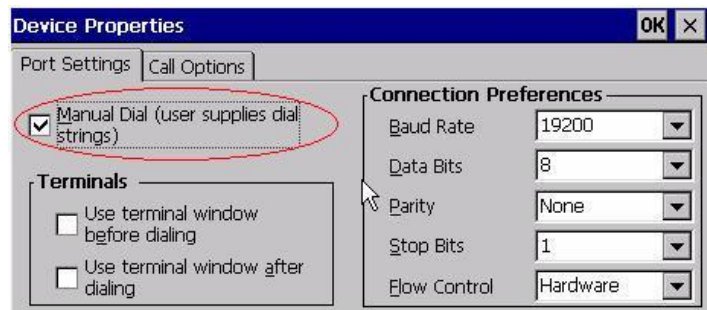 Device Properties OK ×
Port Settings Call Options
Manual Dial (user supplies dial
strings)
Terminals
Use terminal window
before dialing
Use terminal window after
dialing
Connection Preferences
Baud Rate 19200
Data Bits 8
Parity None
Stop Bits 1
Flow Control Hardware